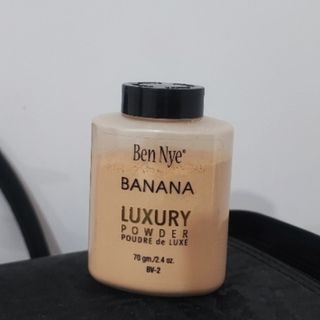 Ben Nye®
BANANA
LUXURY
POWDER
POUDRE de LUXE
70 gm./2.4 oz.
BV-2